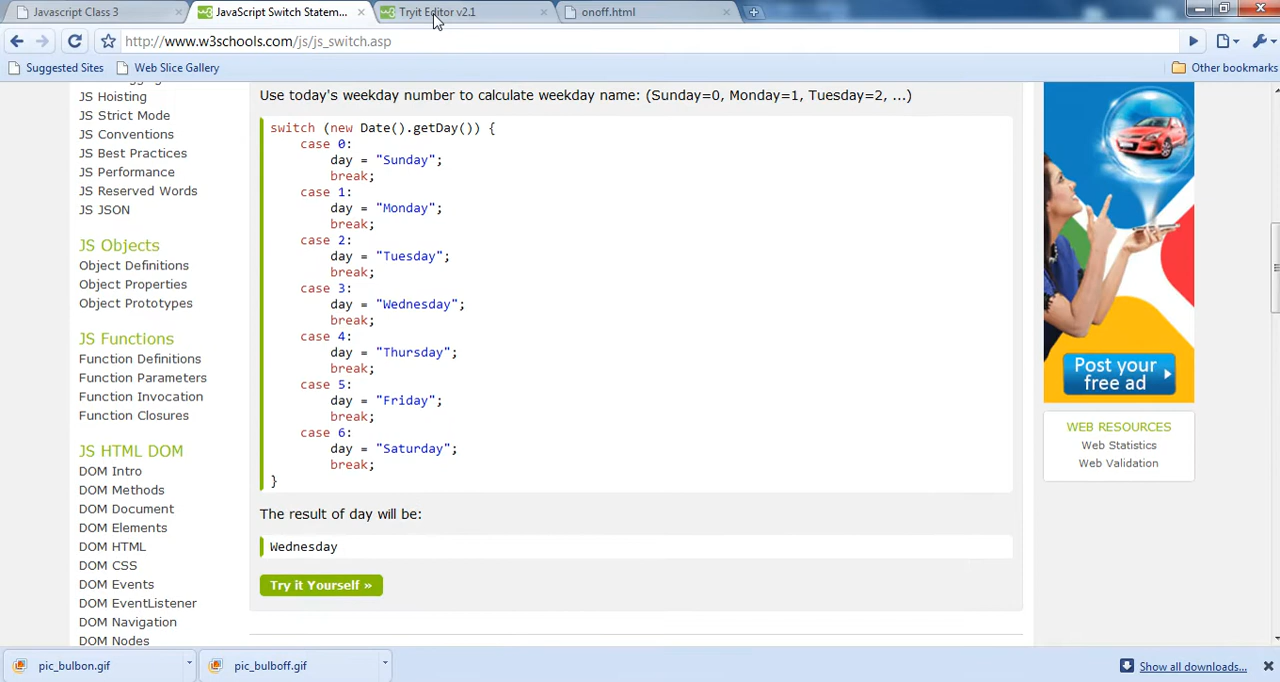 Javascript Class 3
JavaScript Switch Statem...
Tryit Editor v2.1
onoff.html
http://www.w3schools.com/js/js_switch.asp
Suggested Sites
Web Slice Gallery
Other bookmarks
JS Hoisting
JS Strict Mode
JS Conventions
JS Best Practices
JS Performance
JS Reserved Words
JS JSON
JS Objects
Object Definitions
Object Properties
Object Prototypes
JS Functions
Function Definitions
Function Parameters
Function Invocation
Function Closures
JS HTML DOM
DOM Intro
DOM Methods
DOM Document
DOM Elements
DOM HTML
DOM CSS
DOM Events
DOM EventListener
DOM Navigation
DOM Nodes
Use today's weekday number to calculate weekday name: (Sunday=0, Monday=1, Tuesday=2, ...)
switch (new Date().getDay()) {
case 0:
day = "Sunday";
break;
case 1:
day = "Monday";
break;
case 2:
day = "Tuesday";
break;
case 3:
day = "Wednesday";
break;
case 4:
day = "Thursday";
break;
case 5:
day = "Friday";
break;
case 6:
day = "Saturday";
break;
}
The result of day will be:
Wednesday
Try it Yourself »
Post your
free ad
WEB RESOURCES
Web Statistics
Web Validation
pic_bulbon.gif
pic_bulboff.gif
Show all downloads...